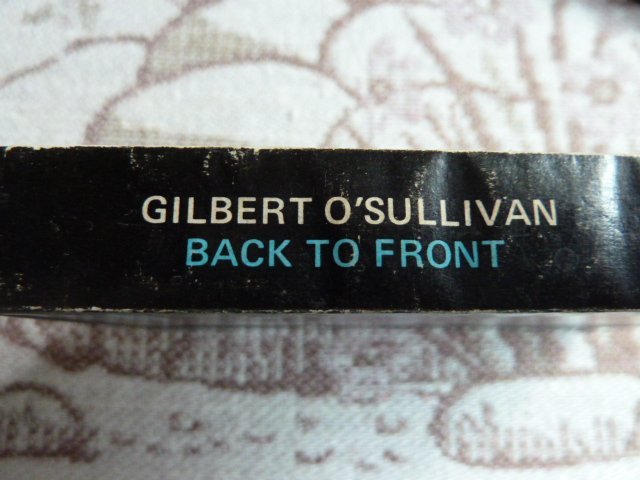 GILBERT O'SULLIVAN
BACK TO FRONT